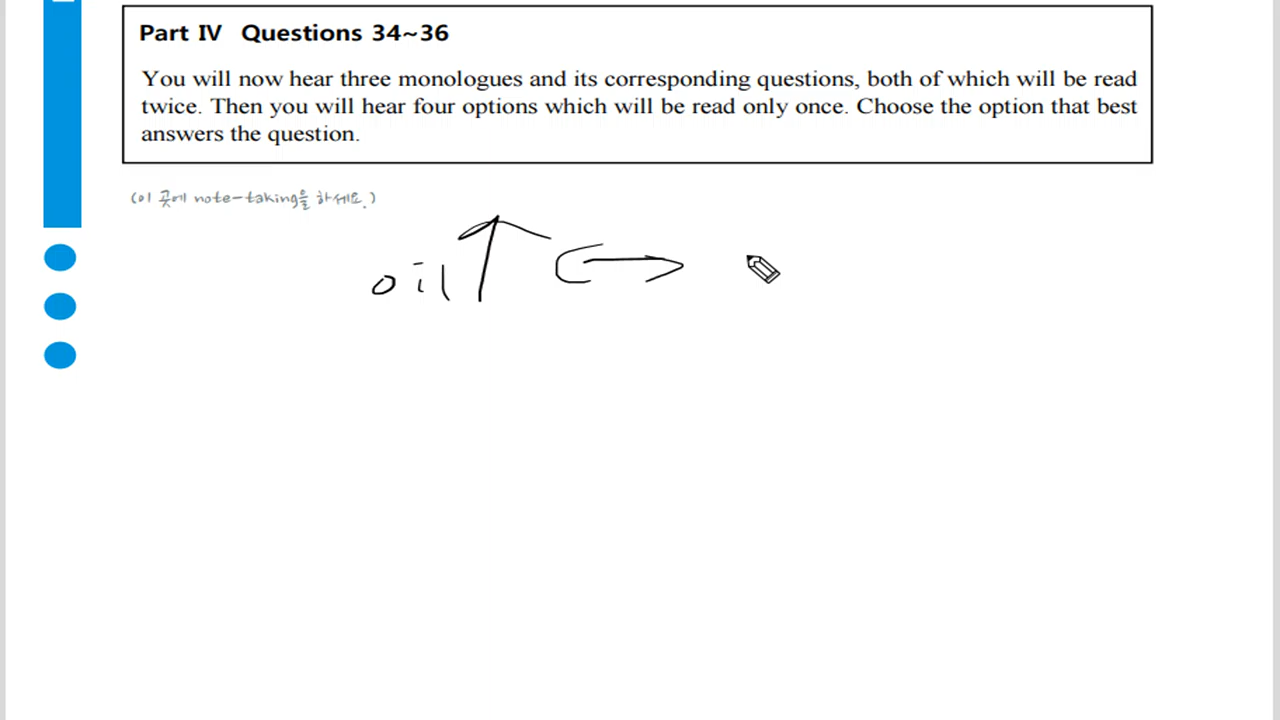 Part IV Questions 34~36
You will now hear three monologues and its corresponding questions, both of which will be read
twice. Then you will hear four options which will be read only once. Choose the option that best
answers the question.
(이 곳에 note-taking을 하세요.)
oil